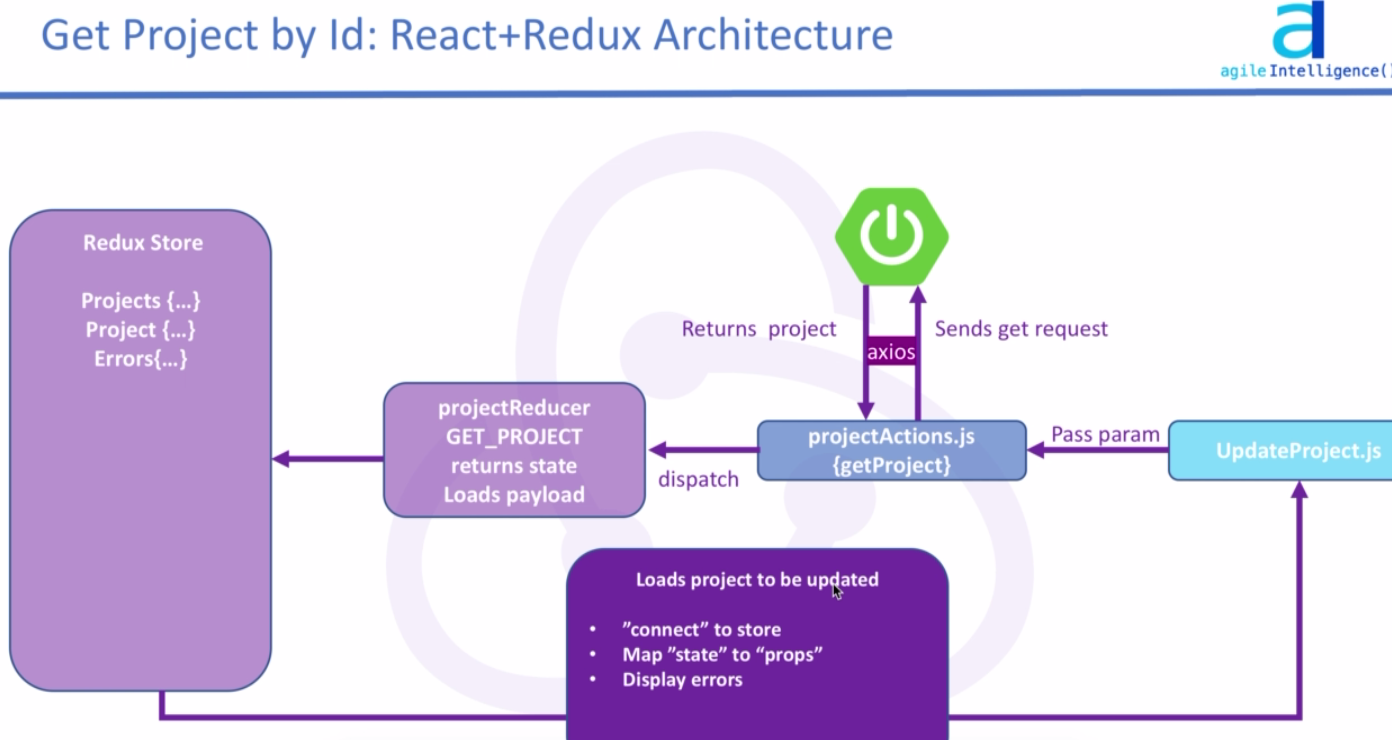 Get Project by Id: React+Redux Architecture
agileIntelligence()
Redux Store
Projects {...}
Project {...}
Errors{...}
Returns project
Sends get request
axios
projectReducer
GET_PROJECT
returns state
Loads payload
dispatch
projectActions.js
{getProject}
Pass param
UpdateProject.js
Loads project to be updated
• ”connect” to store
• Map ”state” to “props”
• Display errors